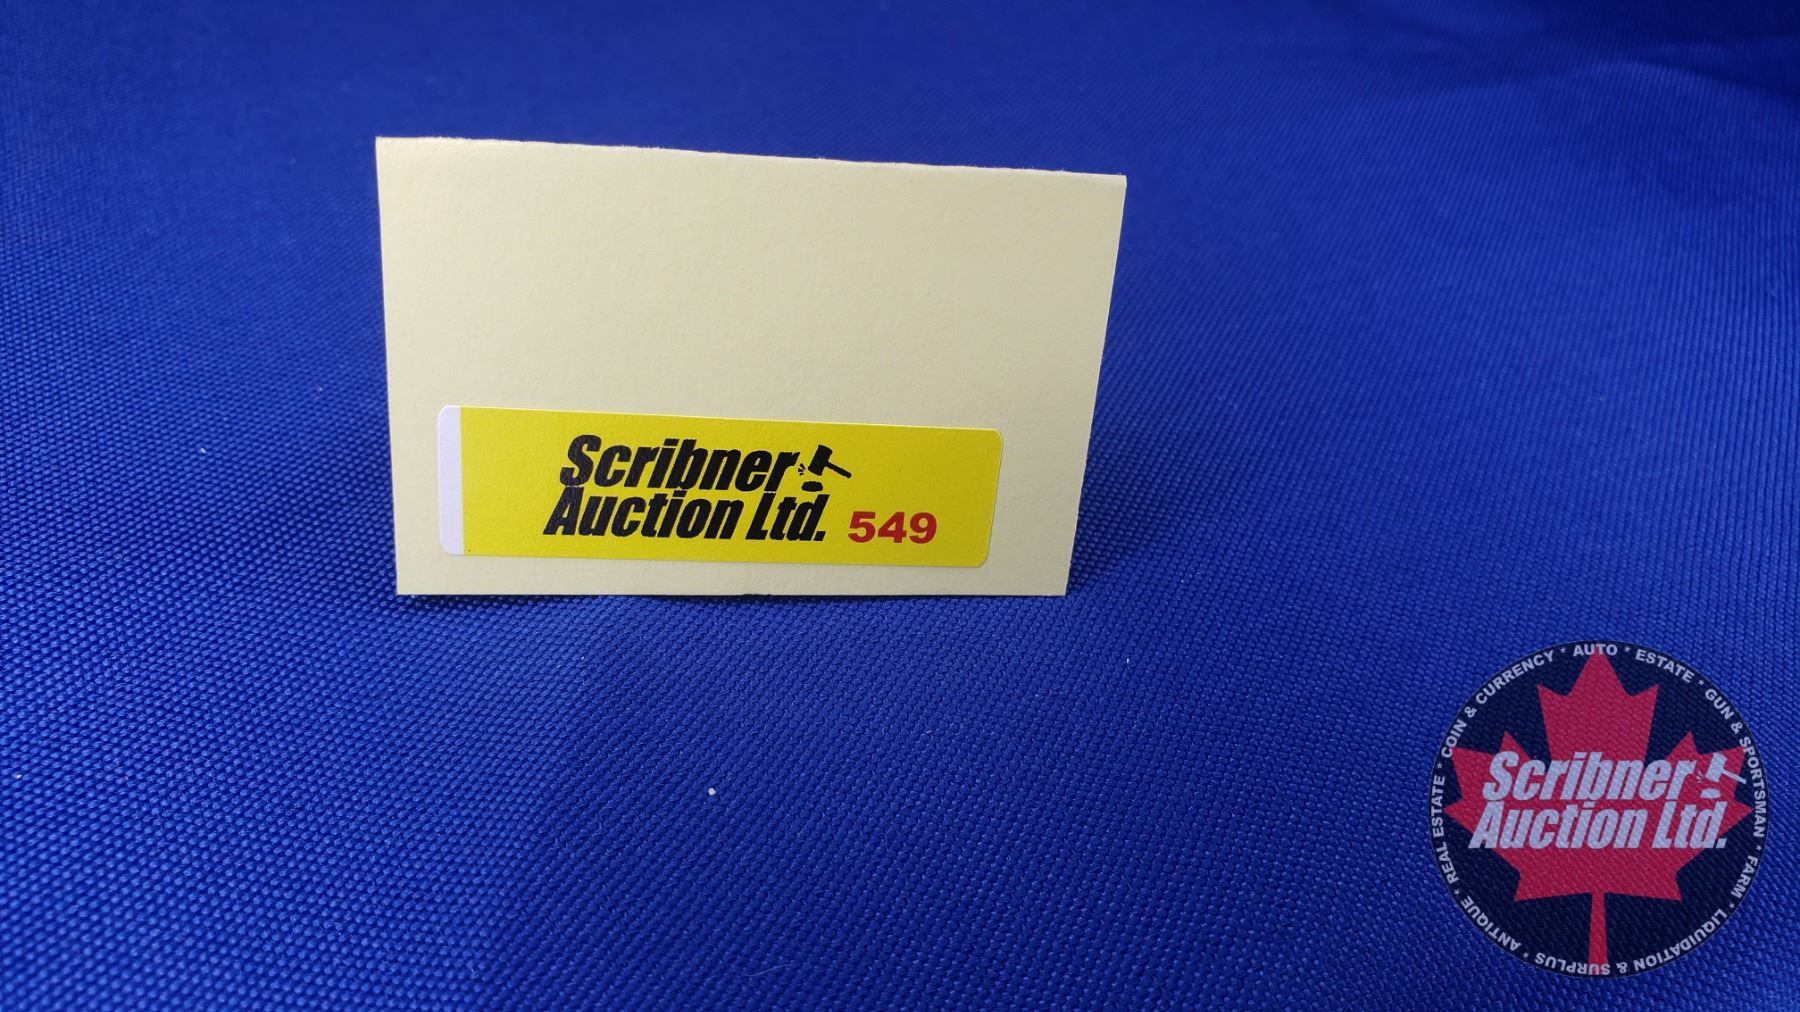 Scribner
Auction Ltd. 549
COIN & CURRENCY * AUTO * ESTATE * GUN & SPORTSMAN * FARM * LIQUIDATION & SURPLUS * ANTIQUE * REAL ESTATE *
Scribner
Auction Ltd.